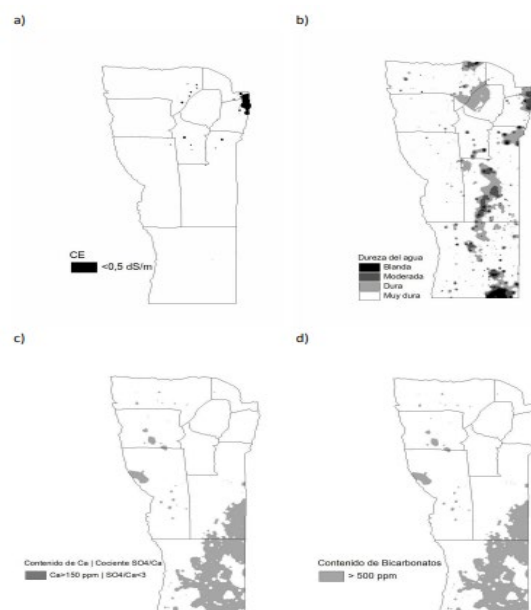 a)
b)
CE
<0,5 dS/m
Dureza del agua
Blanda
Moderada
Dura
Muy dura
c)
d)
Contenido de Ca | Cociente SO4/Ca
Ca>150 ppm | SO4/Ca<3
Contenido de Bicarbonatos
> 500 ppm